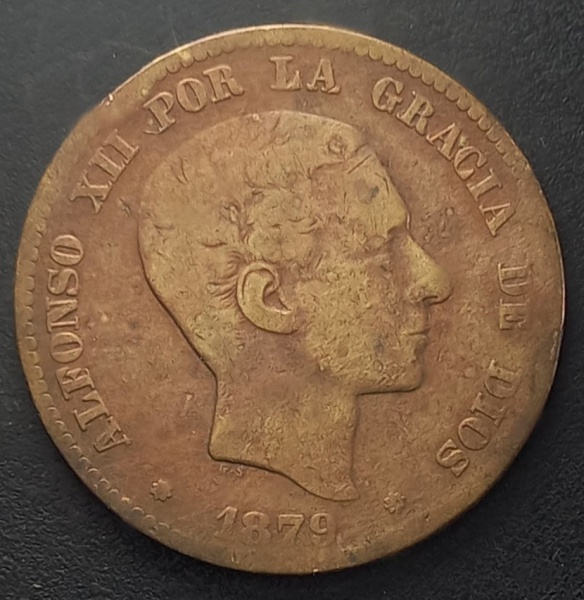 ALFONSO XII POR LA GRACIA DE DIOS
G.S
1879